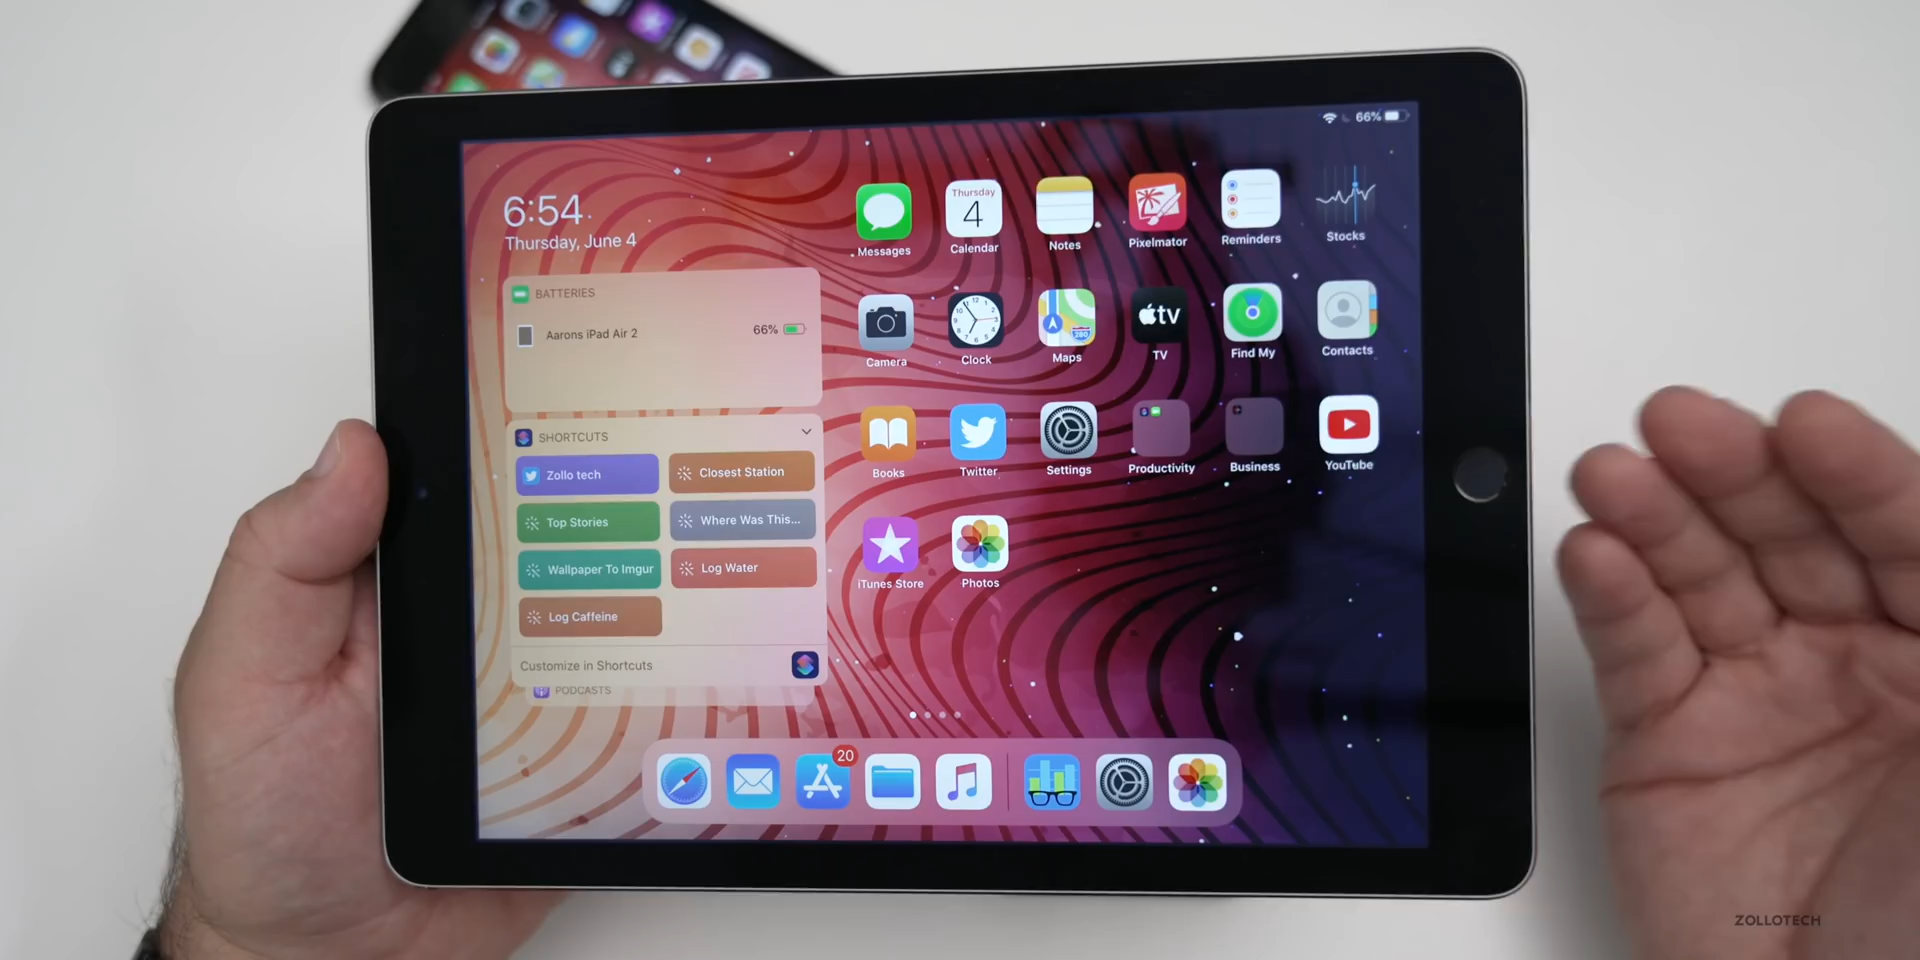 66%
6:54
Thursday, June 4
BATTERIES
Aarons iPad Air 2
66%
SHORTCUTS
Zollo tech
Closest Station
Top Stories
Where Was This...
Wallpaper To Imgur
Log Water
Log Caffeine
Customize in Shortcuts
PODCASTS
Messages
Thursday
4
Calendar
Notes
Pixelmator
Reminders
Stocks
Camera
Clock
280
Maps
tv
TV
Find My
Contacts
Books
Twitter
Settings
Productivity
Business
YouTube
iTunes Store
Photos
20
ZOLLOTECH